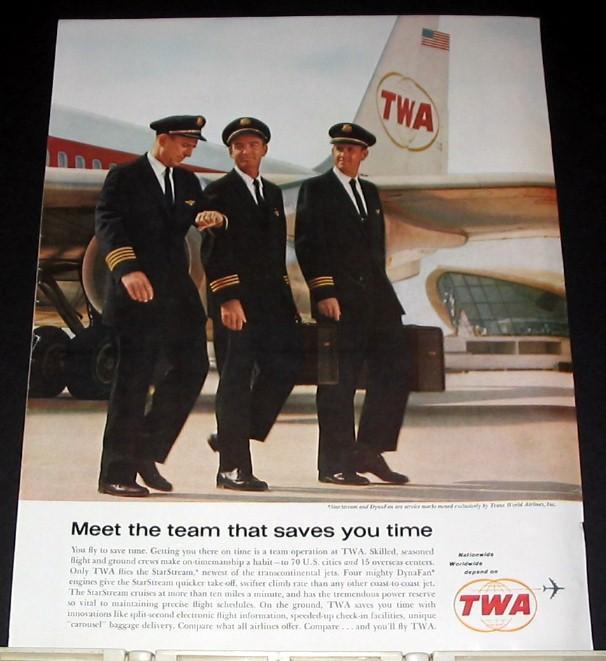 TWA
*StarStream and DynaFan are service marks owned exclusively by Trans World Airlines, Inc.
Meet the team that saves you time
You fly to save time. Getting you there on time is a team operation at TWA. Skilled, seasoned
flight and ground crews make on-timemanship a habit—to 70 U.S. cities and 15 overseas centers.
Only TWA flies the StarStream,* newest of the transcontinental jets. Four mighty DynaFan*
engines give the StarStream quicker take-off, swifter climb rate than any other coast-to-coast jet.
The StarStream cruises at more than ten miles a minute, and has the tremendous power reserve
so vital to maintaining precise flight schedules. On the ground, TWA saves you time with
innovations like split-second electronic flight information, speeded-up check-in facilities, unique
"carousel" baggage delivery. Compare what all airlines offer. Compare . . . and you'll fly TWA.
Nationwide
Worldwide
depend on
TWA